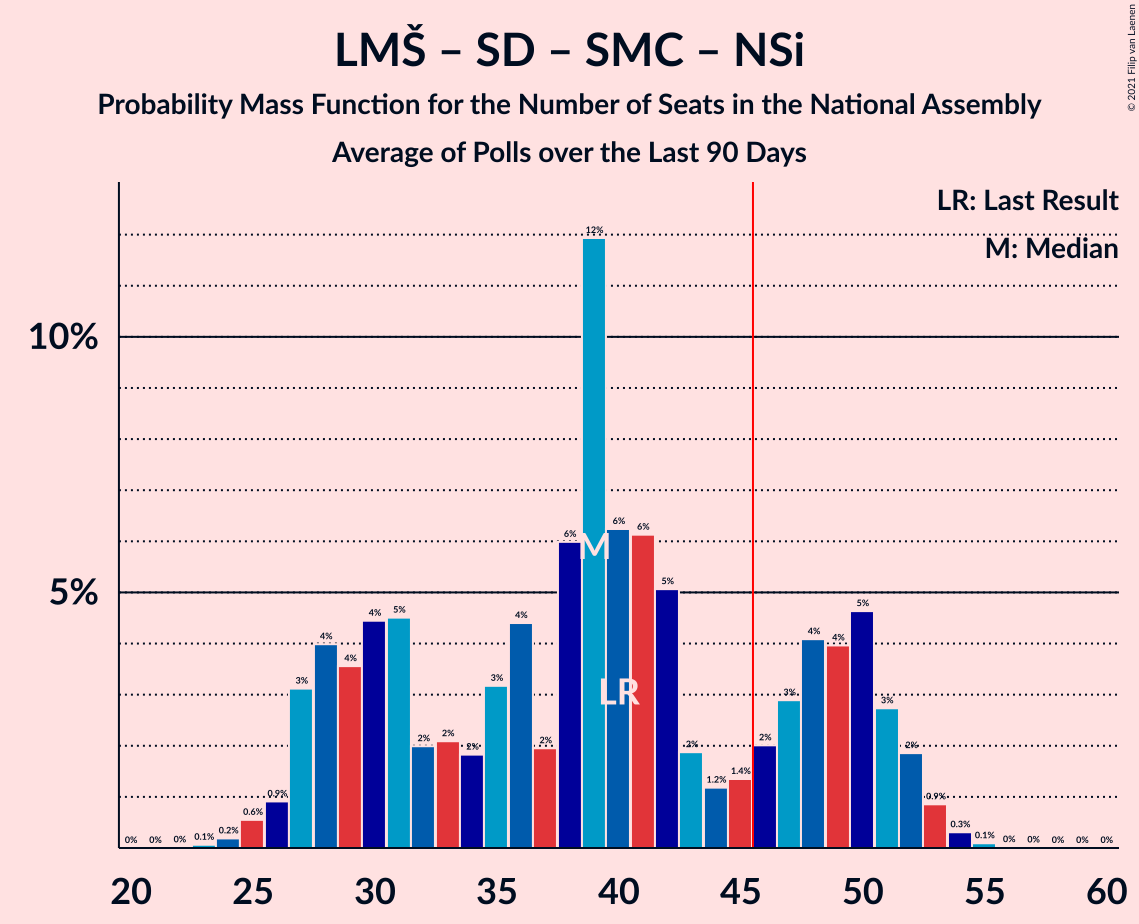 LMŠ – SD – SMC – NSi
Probability Mass Function for the Number of Seats in the National Assembly
Average of Polls over the Last 90 Days
© 2021 Filip van Laenen
LR: Last Result
M: Median
10%
5%
0% 0% 0% 0.1% 0.2% 0.6% 0.9% 3% 4% 4% 4% 5% 2% 2% 2% 3% 4% 2% 6% 12% 6% 6% 5% 2% 1.2% 1.4% 2% 3% 4% 4% 5% 3% 2% 0.9% 0.3% 0.1% 0% 0% 0% 0% 0%
M
LR
20 25 30 35 40 45 50 55 60